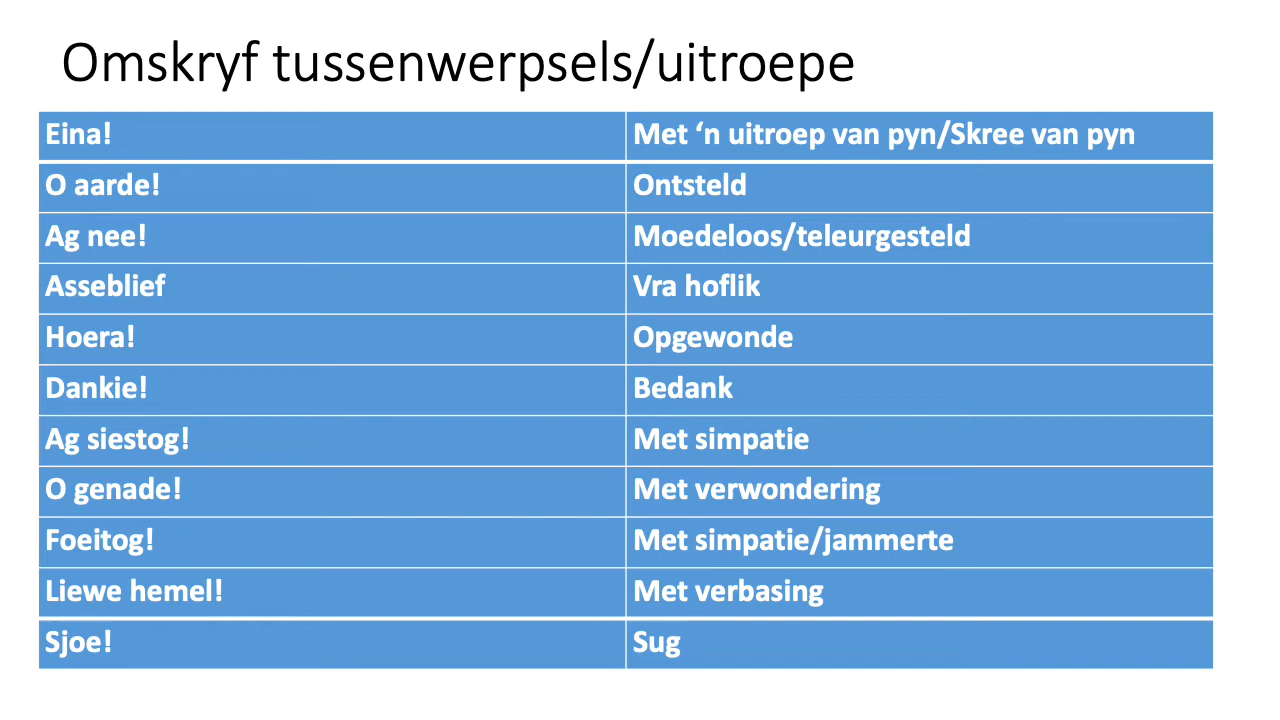 Omskryf tussenwerpsels/uitroepe
Eina! Met ‘n uitroep van pyn/Skree van pyn
O aarde! Ontsteld
Ag nee! Moedeloos/teleurgesteld
Asseblief Vra hoflik
Hoera! Opgewonde
Dankie! Bedank
Ag siestog! Met simpatie
O genade! Met verwondering
Foeitog! Met simpatie/jammerte
Liewe hemel! Met verbasing
Sjoe! Sug